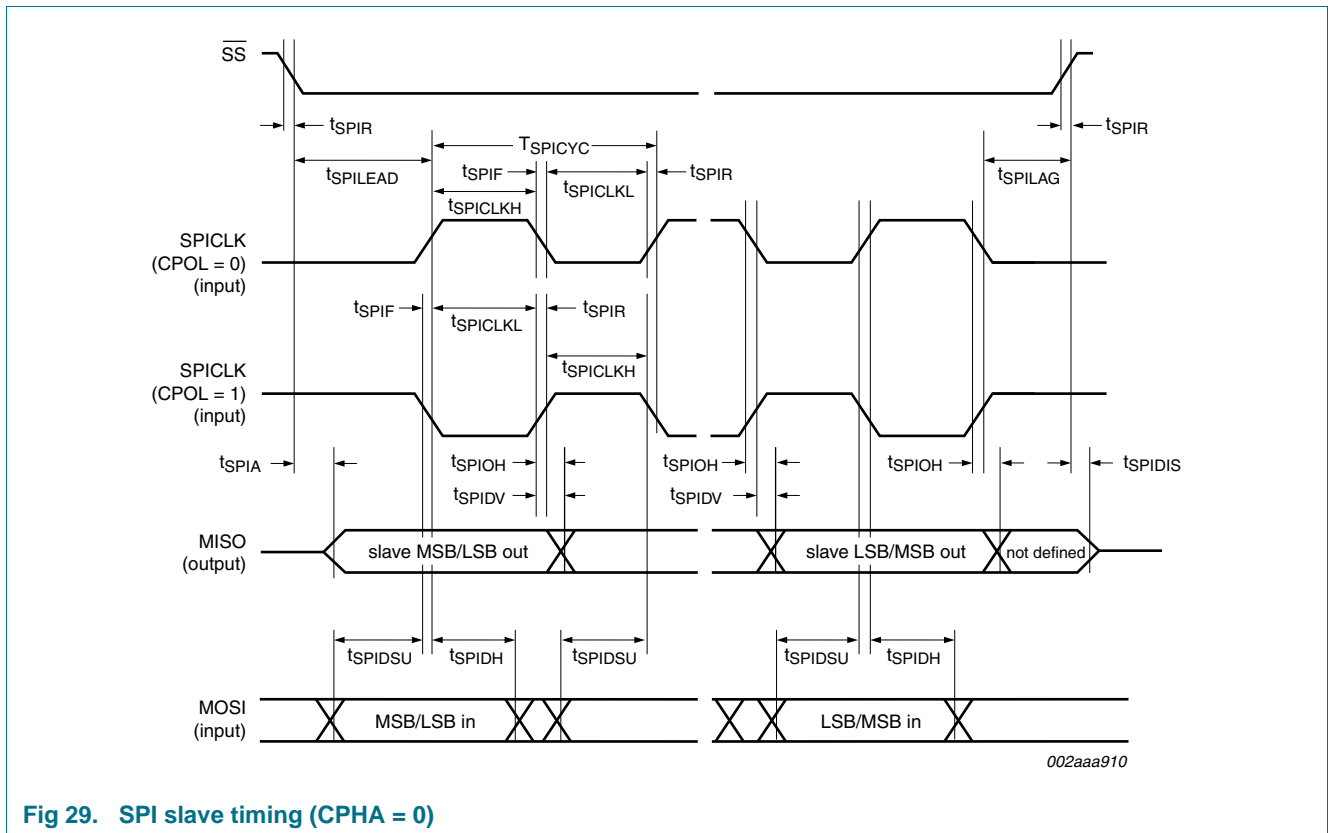 SS
tSPIR
tSPIR
TSPICYC
tSPILEAD
tSPIF
tSPICLKL
tSPIR
tSPILAG
tSPICLKH
SPICLK
(CPOL = 0)
(input)
tSPIF
tSPICLKL
tSPIR
tSPICLKH
SPICLK
(CPOL = 1)
(input)
tSPIA
tSPIOH
tSPIOH
tSPIOH
tSPIDIS
tSPIDV
tSPIDV
MISO
(output)
slave MSB/LSB out
slave LSB/MSB out
not defined
tSPIDSU
tSPIDH
tSPIDSU
tSPIDSU
tSPIDH
MOSI
(input)
MSB/LSB in
LSB/MSB in
002aaa910
Fig 29. SPI slave timing (CPHA = 0)